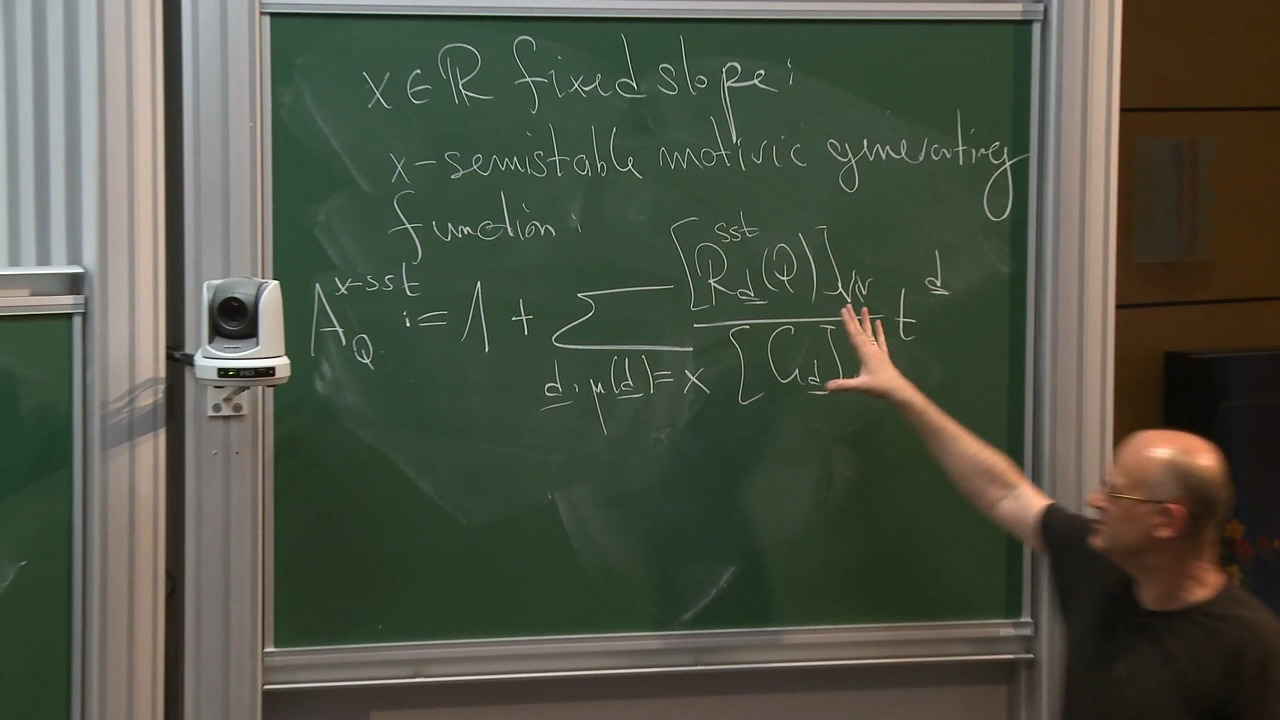 x∈ℝ fixed slope:
x-semistable motivic generating
function:
A_Q^{x-sst} := 1 + ∑_{d: μ(d)=x} [R_d^{sst}(Q)]_{vir} / [G_d] t^d